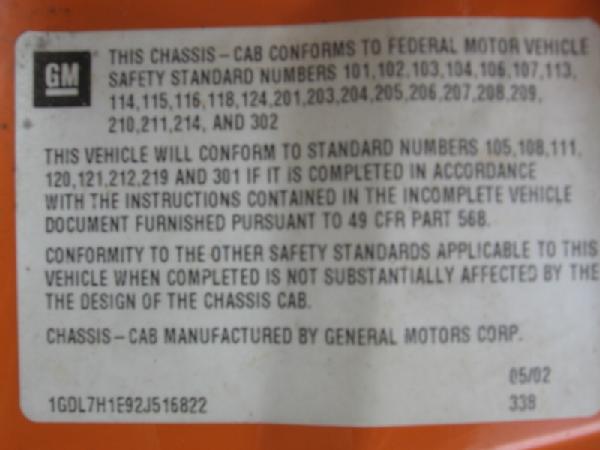 GM
THIS CHASSIS-CAB CONFORMS TO FEDERAL MOTOR VEHICLE
SAFETY STANDARD NUMBERS 101,102,103,104,106,107,113,
114,115,116,118,124,201,203,204,205,206,207,208,209,
210,211,214, AND 302
THIS VEHICLE WILL CONFORM TO STANDARD NUMBERS 105,108,111,
120,121,212,219 AND 301 IF IT IS COMPLETED IN ACCORDANCE
WITH THE INSTRUCTIONS CONTAINED IN THE INCOMPLETE VEHICLE
DOCUMENT FURNISHED PURSUANT TO 49 CFR PART 568.
CONFORMITY TO THE OTHER SAFETY STANDARDS APPLICABLE TO THIS
VEHICLE WHEN COMPLETED IS NOT SUBSTANTIALLY AFFECTED BY THE
THE DESIGN OF THE CHASSIS CAB.
CHASSIS-CAB MANUFACTURED BY GENERAL MOTORS CORP.
05/02
1GDL7H1E92J516822 338